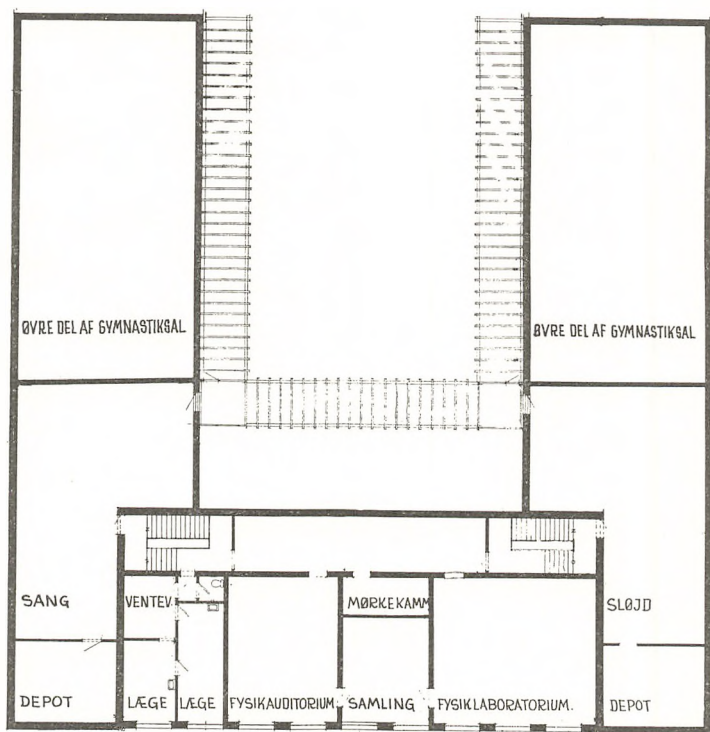 ØVRE DEL AF GYMNASTIKSAL
ØVRE DEL AF GYMNASTIKSAL
SANG
VENTEV.
MØRKEKAMM
SLØJD
DEPOT
LÆGE
LÆGE
FYSIKAUDITORIUM
SAMLING
FYSIKLABORATORIUM.
DEPOT